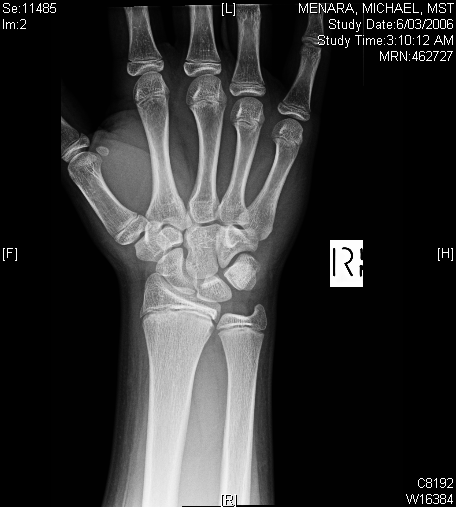 Se:11485
Im:2
[L]
MENARA, MICHAEL, MST
Study Date:6/03/2006
Study Time:3:10:12 AM
MRN:462727
[F]
R
[H]
[R]
C8192
W16384